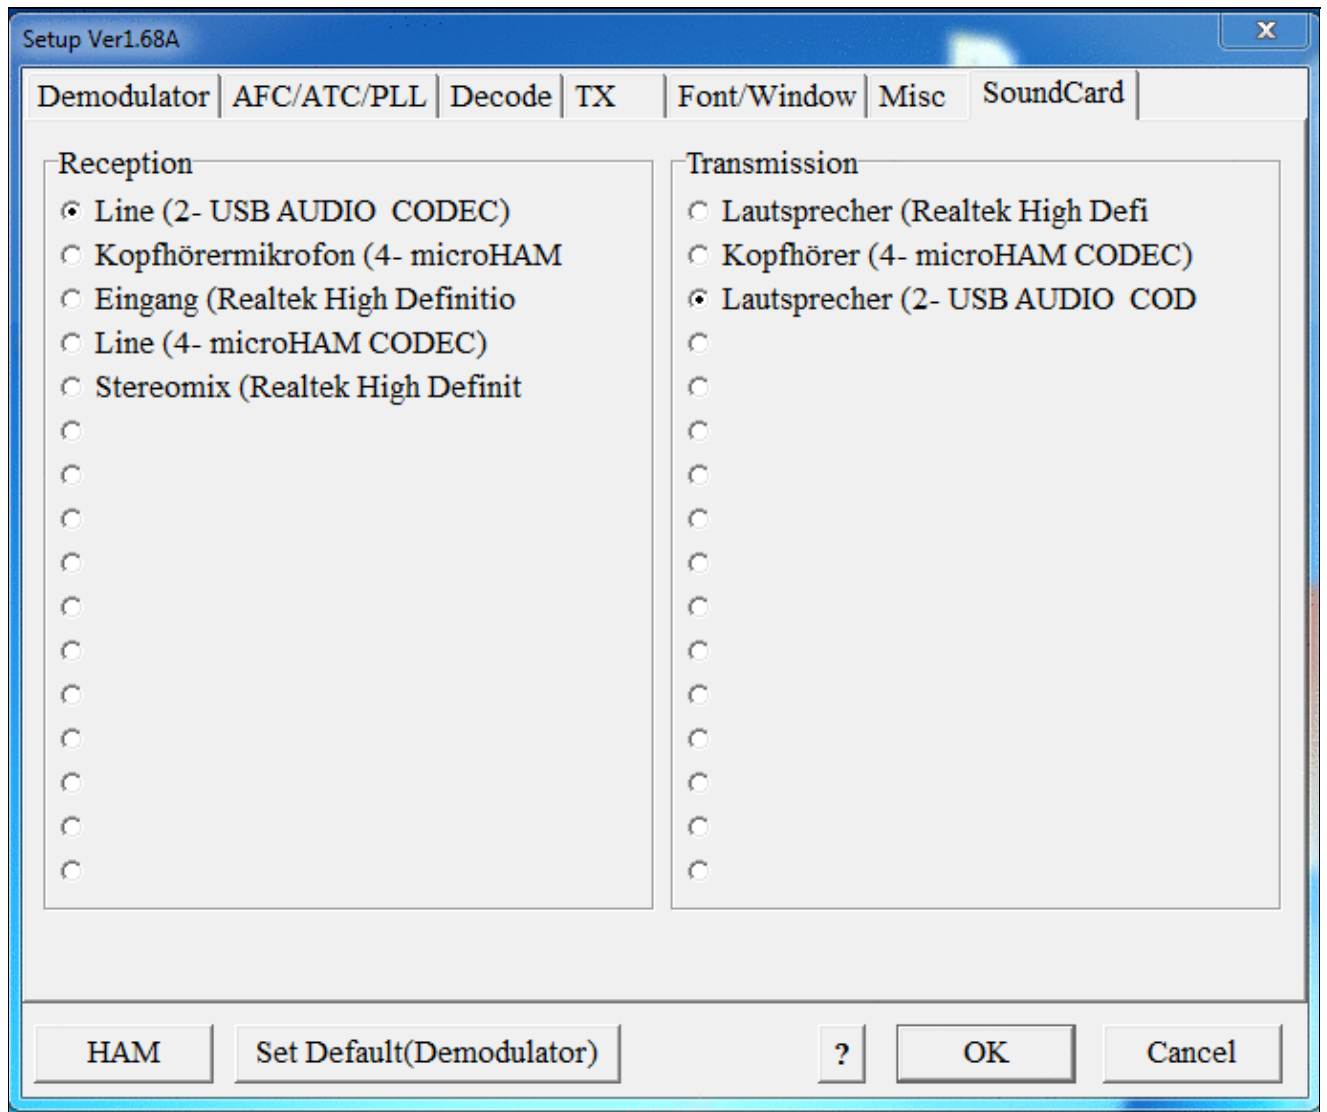 Setup Ver1.68A
x
Demodulator AFC/ATC/PLL Decode TX Font/Window Misc SoundCard
Reception
Line (2- USB AUDIO  CODEC)
Kopfhörermikrofon (4- microHAM
Eingang (Realtek High Definitio
Line (4- microHAM CODEC)
Stereomix (Realtek High Definit
Transmission
Lautsprecher (Realtek High Defi
Kopfhörer (4- microHAM CODEC)
Lautsprecher (2- USB AUDIO  COD
HAM Set Default(Demodulator) ? OK Cancel